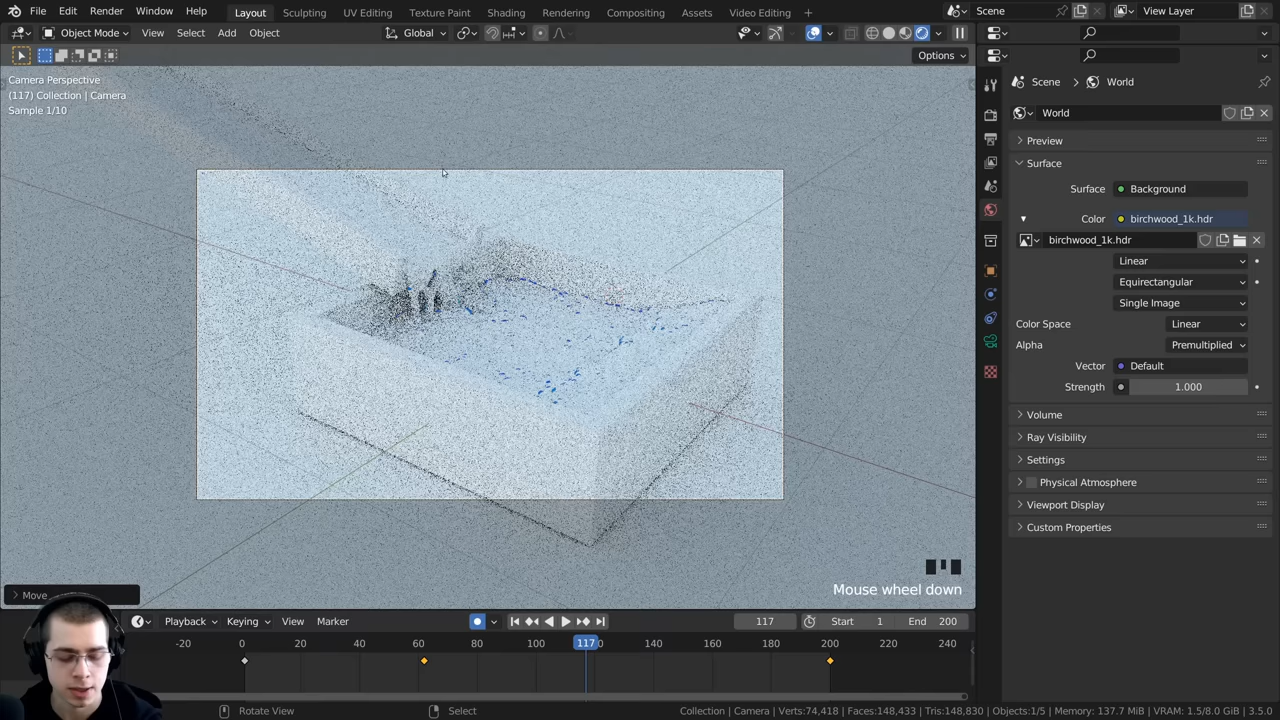 File Edit Render Window Help Layout Sculpting UV Editing Texture Paint Shading Rendering Compositing Assets Video Editing + Scene View Layer
Object Mode View Select Add Object Global
Options
Camera Perspective
(117) Collection | Camera
Sample 1/10
Scene > World
World
Preview
Surface
Surface Background
Color birchwood_1k.hdr
birchwood_1k.hdr
Linear
Equirectangular
Single Image
Color Space Linear
Alpha Premultiplied
Vector Default
Strength 1.000
Volume
Ray Visibility
Settings
Physical Atmosphere
Viewport Display
Custom Properties
Mouse wheel down
Move
Playback Keying View Marker 117 Start 1 End 200
-20 0 20 40 60 80 100 117 0 140 160 180 200 220 240
Rotate View Select Collection | Camera | Verts:74,418 | Faces:148,433 | Tris:148,830 | Objects:1/5 | Memory: 137.7 MiB | VRAM: 1.5/8.0 GiB | 3.5.0